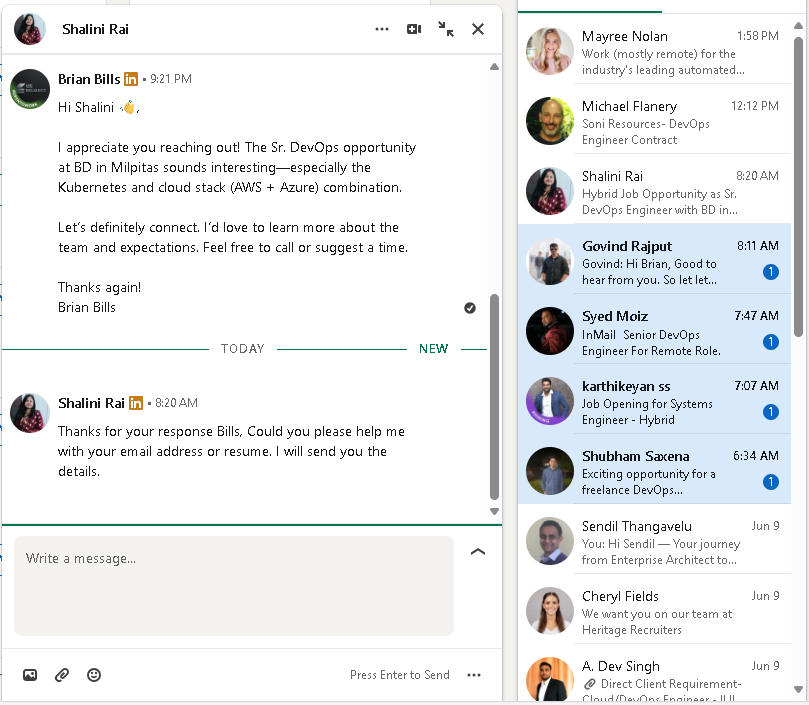 Shalini Rai
Brian Bills in • 9:21 PM
Hi Shalini 👋,
I appreciate you reaching out! The Sr. DevOps opportunity
at BD in Milpitas sounds interesting—especially the
Kubernetes and cloud stack (AWS + Azure) combination.
Let's definitely connect. I'd love to learn more about the
team and expectations. Feel free to call or suggest a time.
Thanks again!
Brian Bills
TODAY
NEW
Shalini Rai in • 8:20 AM
Thanks for your response Bills, Could you please help me
with your email address or resume. I will send you the
details.
Write a message...
Press Enter to Send
Mayree Nolan 1:58 PM
Work (mostly remote) for the
industry's leading automated...
Michael Flanery 12:12 PM
Soni Resources- DevOps
Engineer Contract
Shalini Rai 8:20 AM
Hybrid Job Opportunity as Sr.
DevOps Engineer with BD in...
Govind Rajput 8:11 AM
Govind: Hi Brian, Good to
hear from you. So let let... 1
Syed Moiz 7:47 AM
InMail Senior DevOps
Engineer For Remote Role. 1
karthikeyan ss 7:07 AM
Job Opening for Systems
Engineer - Hybrid 1
Shubham Saxena 6:34 AM
Exciting opportunity for a
freelance DevOps... 1
Sendil Thangavelu Jun 9
You: Hi Sendil — Your journey
from Enterprise Architect to...
Cheryl Fields Jun 9
We want you on our team at
Heritage Recruiters
A. Dev Singh Jun 9
Direct Client Requirement-
Cloud/DevOps Engineer -